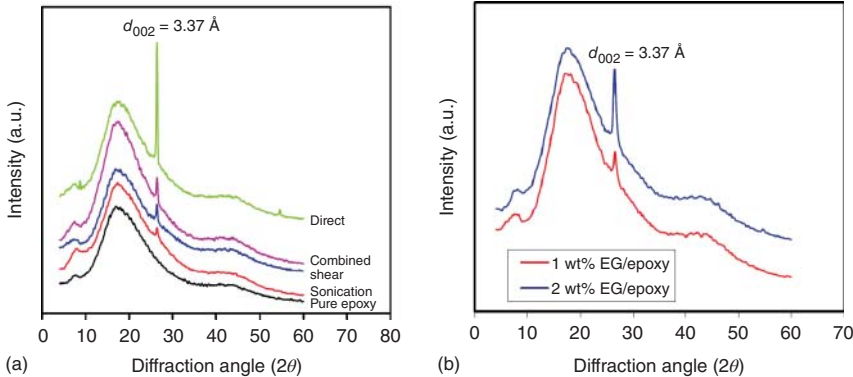 d002 = 3.37 Å
Intensity (a.u.)
Direct
Combined
shear
Sonication
Pure epoxy
0 10 20 30 40 50 60 70 80
(a)
Diffraction angle (2θ)
d002 = 3.37 Å
Intensity (a.u.)
1 wt% EG/epoxy
2 wt% EG/epoxy
0 10 20 30 40 50 60 70
(b)
Diffraction angle (2θ)